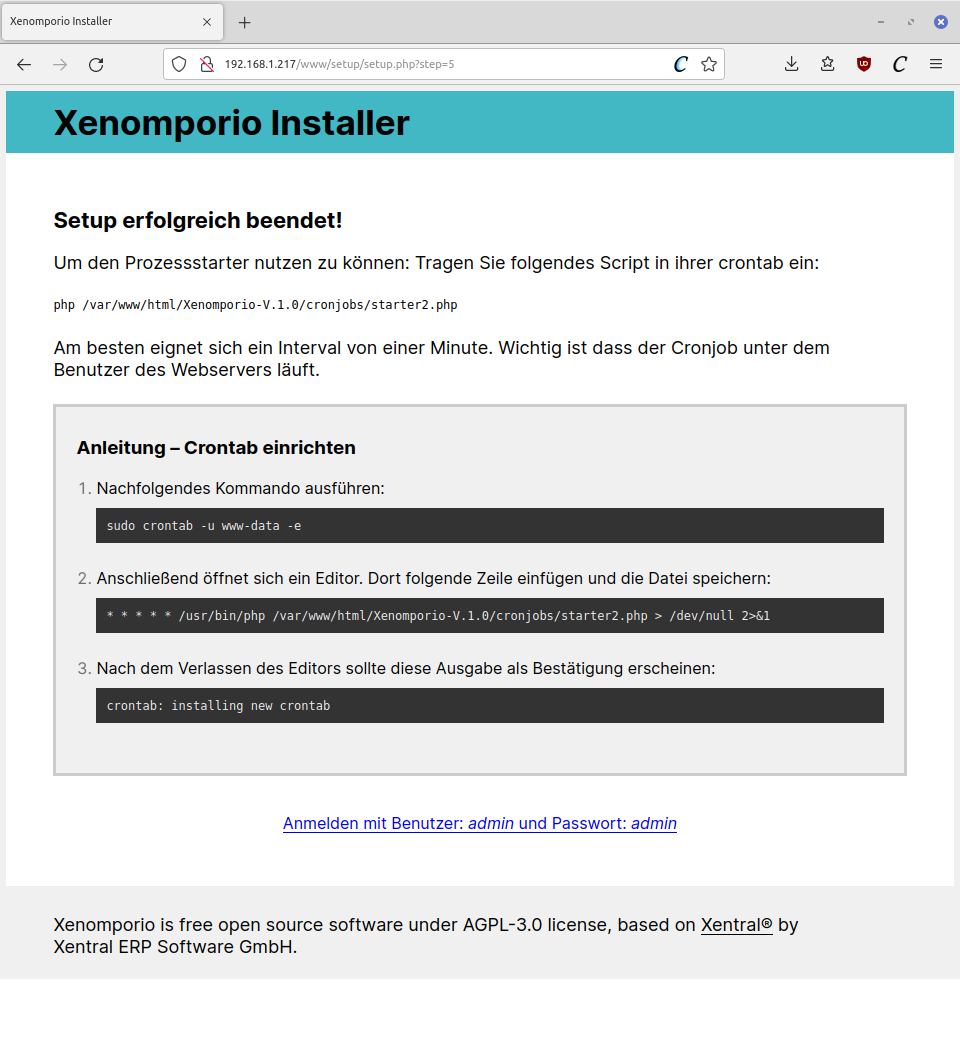 Xenomporio Installer
192.168.1.217/www/setup/setup.php?step=5
Xenomporio Installer
Setup erfolgreich beendet!
Um den Prozessstarter nutzen zu können: Tragen Sie folgendes Script in ihrer crontab ein:
php /var/www/html/Xenomporio-V.1.0/cronjobs/starter2.php
Am besten eignet sich ein Interval von einer Minute. Wichtig ist dass der Cronjob unter dem
Benutzer des Webservers läuft.
Anleitung – Crontab einrichten
1. Nachfolgendes Kommando ausführen:
sudo crontab -u www-data -e
2. Anschließend öffnet sich ein Editor. Dort folgende Zeile einfügen und die Datei speichern:
* * * * * /usr/bin/php /var/www/html/Xenomporio-V.1.0/cronjobs/starter2.php > /dev/null 2>&1
3. Nach dem Verlassen des Editors sollte diese Ausgabe als Bestätigung erscheinen:
crontab: installing new crontab
Anmelden mit Benutzer: admin und Passwort: admin
Xenomporio is free open source software under AGPL-3.0 license, based on Xentral® by
Xentral ERP Software GmbH.